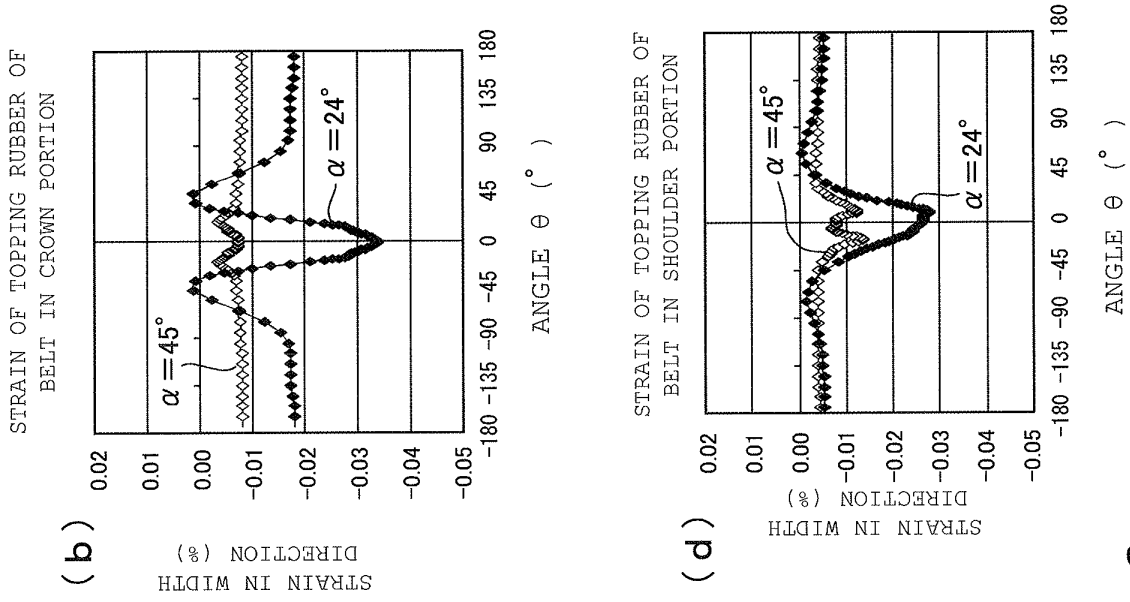 (b)
STRAIN OF TOPPING RUBBER OF
BELT IN CROWN PORTION
STRAIN IN WIDTH
DIRECTION
(%)
0.02
0.01
0.00
-0.01
-0.02
-0.03
-0.04
-0.05
α=45°
α=24°
-180 -135 -90 -45 0 45 90 135 180
ANGLE θ (°)
(d)
STRAIN OF TOPPING RUBBER OF
BELT IN SHOULDER PORTION
STRAIN IN WIDTH
DIRECTION
(%)
0.02
0.01
0.00
-0.01
-0.02
-0.03
-0.04
-0.05
α=45°
α=24°
-180 -135 -90 -45 0 45 90 135 180
ANGLE θ (°)